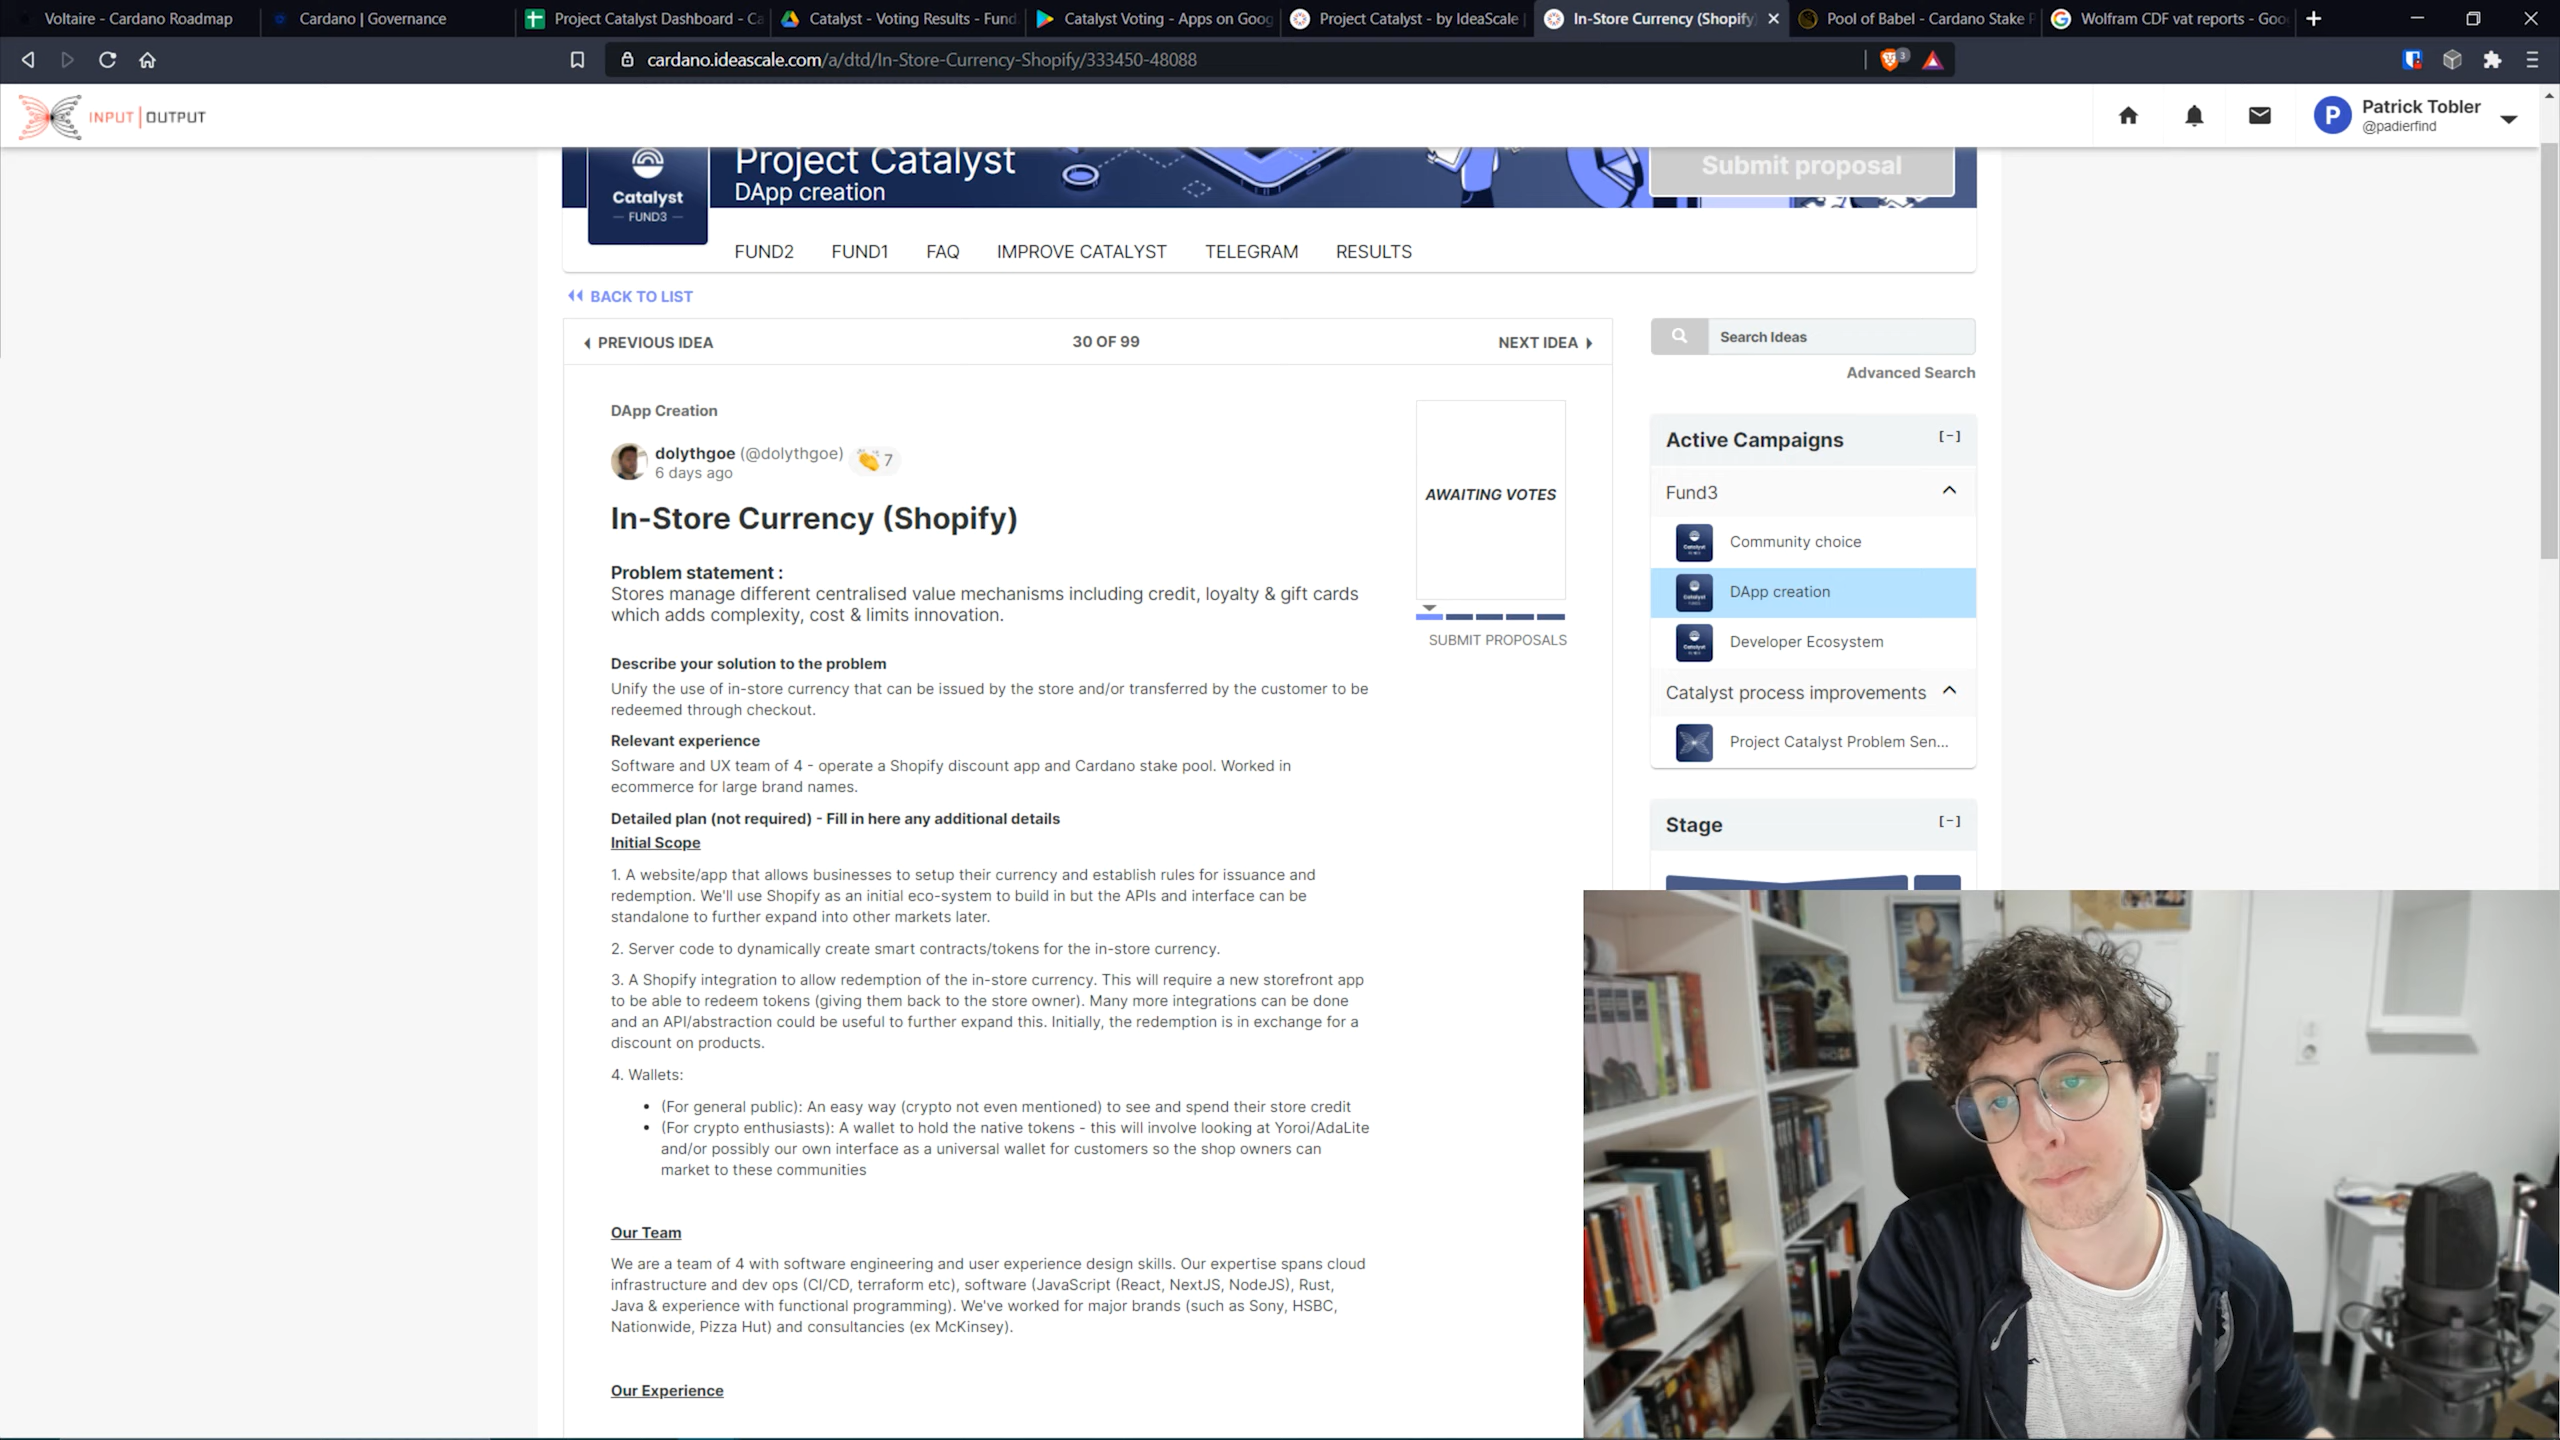 Voltaire - Cardano Roadmap
Cardano | Governance
Project Catalyst Dashboard - Ca
Catalyst - Voting Results - Fund
Catalyst Voting - Apps on Goog
Project Catalyst - by IdeaScale
In-Store Currency (Shopify)
Pool of Babel - Cardano Stake P
Wolfram CDF vat reports - Goo
cardano.ideascale.com/a/dtd/In-Store-Currency-Shopify/333450-48088
3
INPUT | OUTPUT
P
Patrick Tobler
@padierfind
Catalyst
FUND3
Project Catalyst
DApp creation
Submit proposal
FUND2
FUND1
FAQ
IMPROVE CATALYST
TELEGRAM
RESULTS
BACK TO LIST
PREVIOUS IDEA
30 OF 99
NEXT IDEA
Search Ideas
Advanced Search
DApp Creation
dolythgoe (@dolythgoe)
7
6 days ago
AWAITING VOTES
SUBMIT PROPOSALS
In-Store Currency (Shopify)
Problem statement :
Stores manage different centralised value mechanisms including credit, loyalty & gift cards
which adds complexity, cost & limits innovation.
Describe your solution to the problem
Unify the use of in-store currency that can be issued by the store and/or transferred by the customer to be
redeemed through checkout.
Relevant experience
Software and UX team of 4 - operate a Shopify discount app and Cardano stake pool. Worked in
ecommerce for large brand names.
Detailed plan (not required) - Fill in here any additional details
Initial Scope
1. A website/app that allows businesses to setup their currency and establish rules for issuance and
redemption. We'll use Shopify as an initial eco-system to build in but the APIs and interface can be
standalone to further expand into other markets later.
2. Server code to dynamically create smart contracts/tokens for the in-store currency.
3. A Shopify integration to allow redemption of the in-store currency. This will require a new storefront app
to be able to redeem tokens (giving them back to the store owner). Many more integrations can be done
and an API/abstraction could be useful to further expand this. Initially, the redemption is in exchange for a
discount on products.
4. Wallets:
• (For general public): An easy way (crypto not even mentioned) to see and spend their store credit
• (For crypto enthusiasts): A wallet to hold the native tokens - this will involve looking at Yoroi/AdaLite
and/or possibly our own interface as a universal wallet for customers so the shop owners can
market to these communities
Our Team
We are a team of 4 with software engineering and user experience design skills. Our expertise spans cloud
infrastructure and dev ops (CI/CD, terraform etc), software (JavaScript (React, NextJS, NodeJS), Rust,
Java & experience with functional programming). We've worked for major brands (such as Sony, HSBC,
Nationwide, Pizza Hut) and consultancies (ex McKinsey).
Our Experience
Active Campaigns
[-]
Fund3
Community choice
DApp creation
Developer Ecosystem
Catalyst process improvements
Project Catalyst Problem Sen...
Stage
[-]